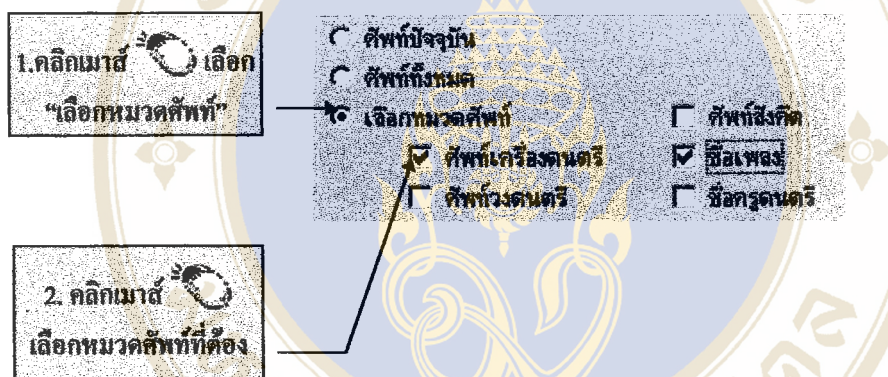 1.คลิกเมาส์ เลือก
“เลือกหมวดศัพท์”
ศัพท์ปัจจุบัน
ศัพท์ทั้งหมด
เลือกหมวดศัพท์
ศัพท์สังคีต
ศัพท์เครื่องดนตรี
ชื่อเพลง
ศัพท์วงดนตรี
ชื่อครูดนตรี
2. คลิกเมาส์
เลือกหมวดศัพท์ที่ต้อง